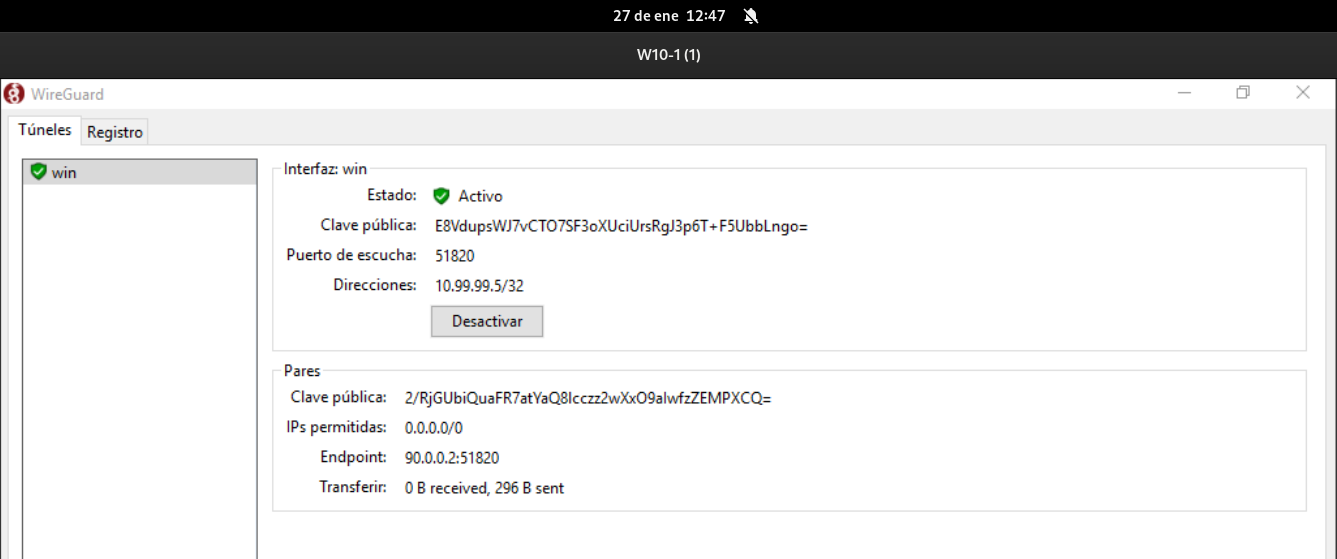 27 de ene 12:47
W10-1 (1)
WireGuard
Túneles Registro
win
Interfaz: win
Estado: Activo
Clave pública: E8VdupsWJ7vCTO7SF3oXUciUrsRgJ3p6T+F5UbbLngo=
Puerto de escucha: 51820
Direcciones: 10.99.99.5/32
Desactivar
Pares
Clave pública: 2/RjGUbiQuaFR7atYaQ8lcczz2wXxO9alwfzZEMPXCQ=
IPs permitidas: 0.0.0.0/0
Endpoint: 90.0.0.2:51820
Transferir: 0 B received, 296 B sent